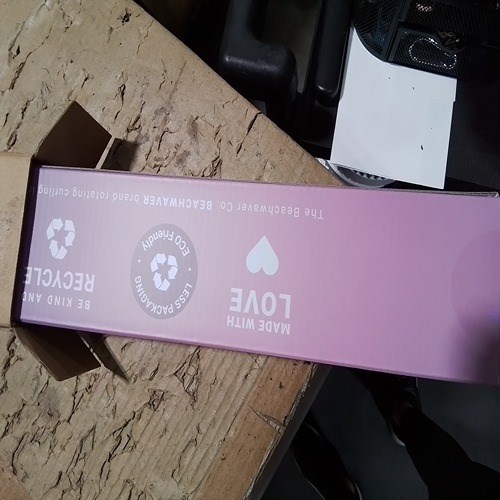 MADE WITH
LOVE
ECO Friendly
• LESS PACKAGING •
BE KIND AND
RECYCLE
The Beachwaver Co. BEACHWAVER brand rotating curling